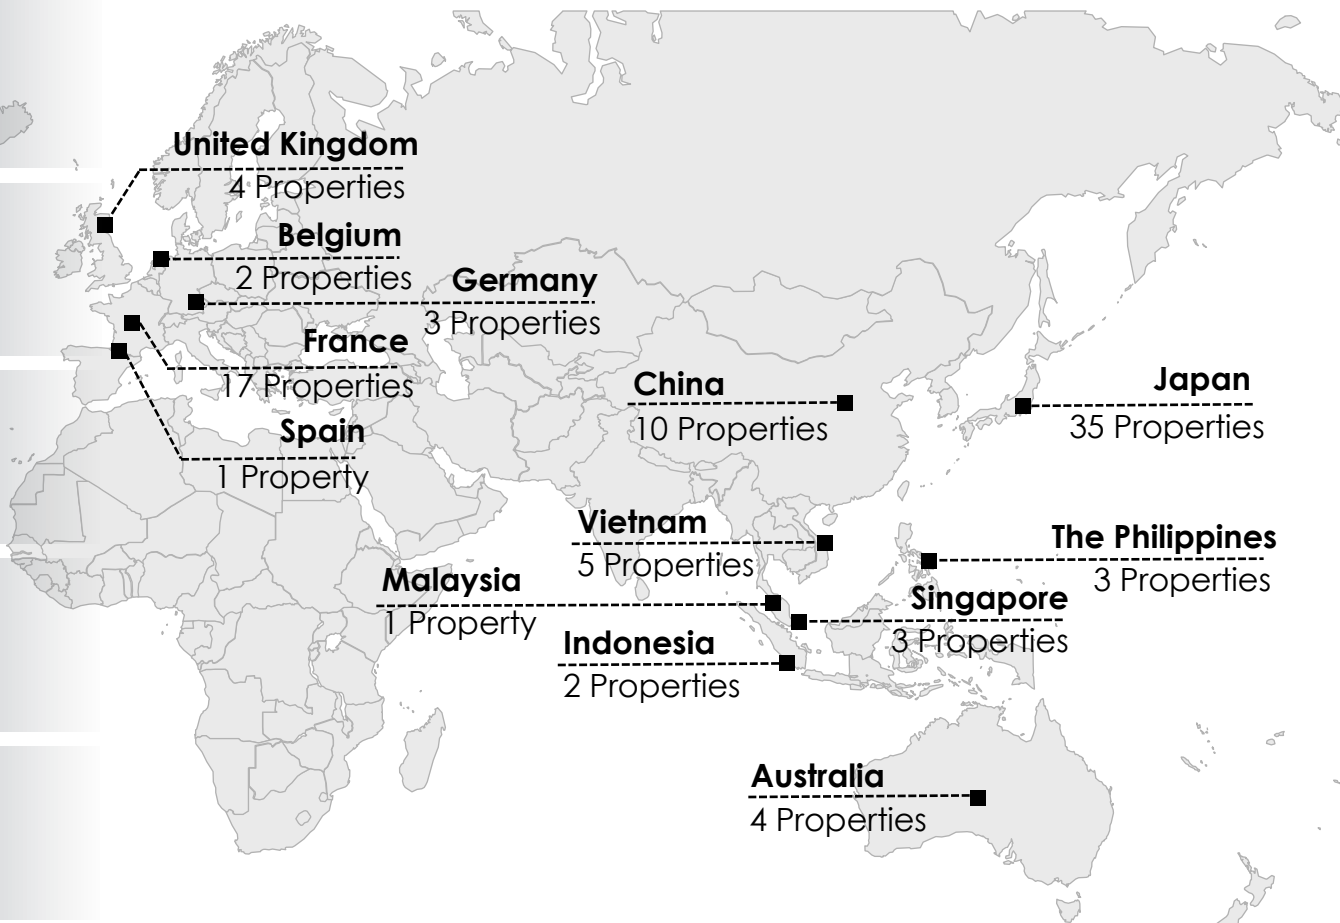 United Kingdom
4 Properties
Belgium
2 Properties
Germany
3 Properties
France
17 Properties
Spain
1 Property
China
10 Properties
Japan
35 Properties
Vietnam
5 Properties
The Philippines
3 Properties
Malaysia
1 Property
Singapore
3 Properties
Indonesia
2 Properties
Australia
4 Properties